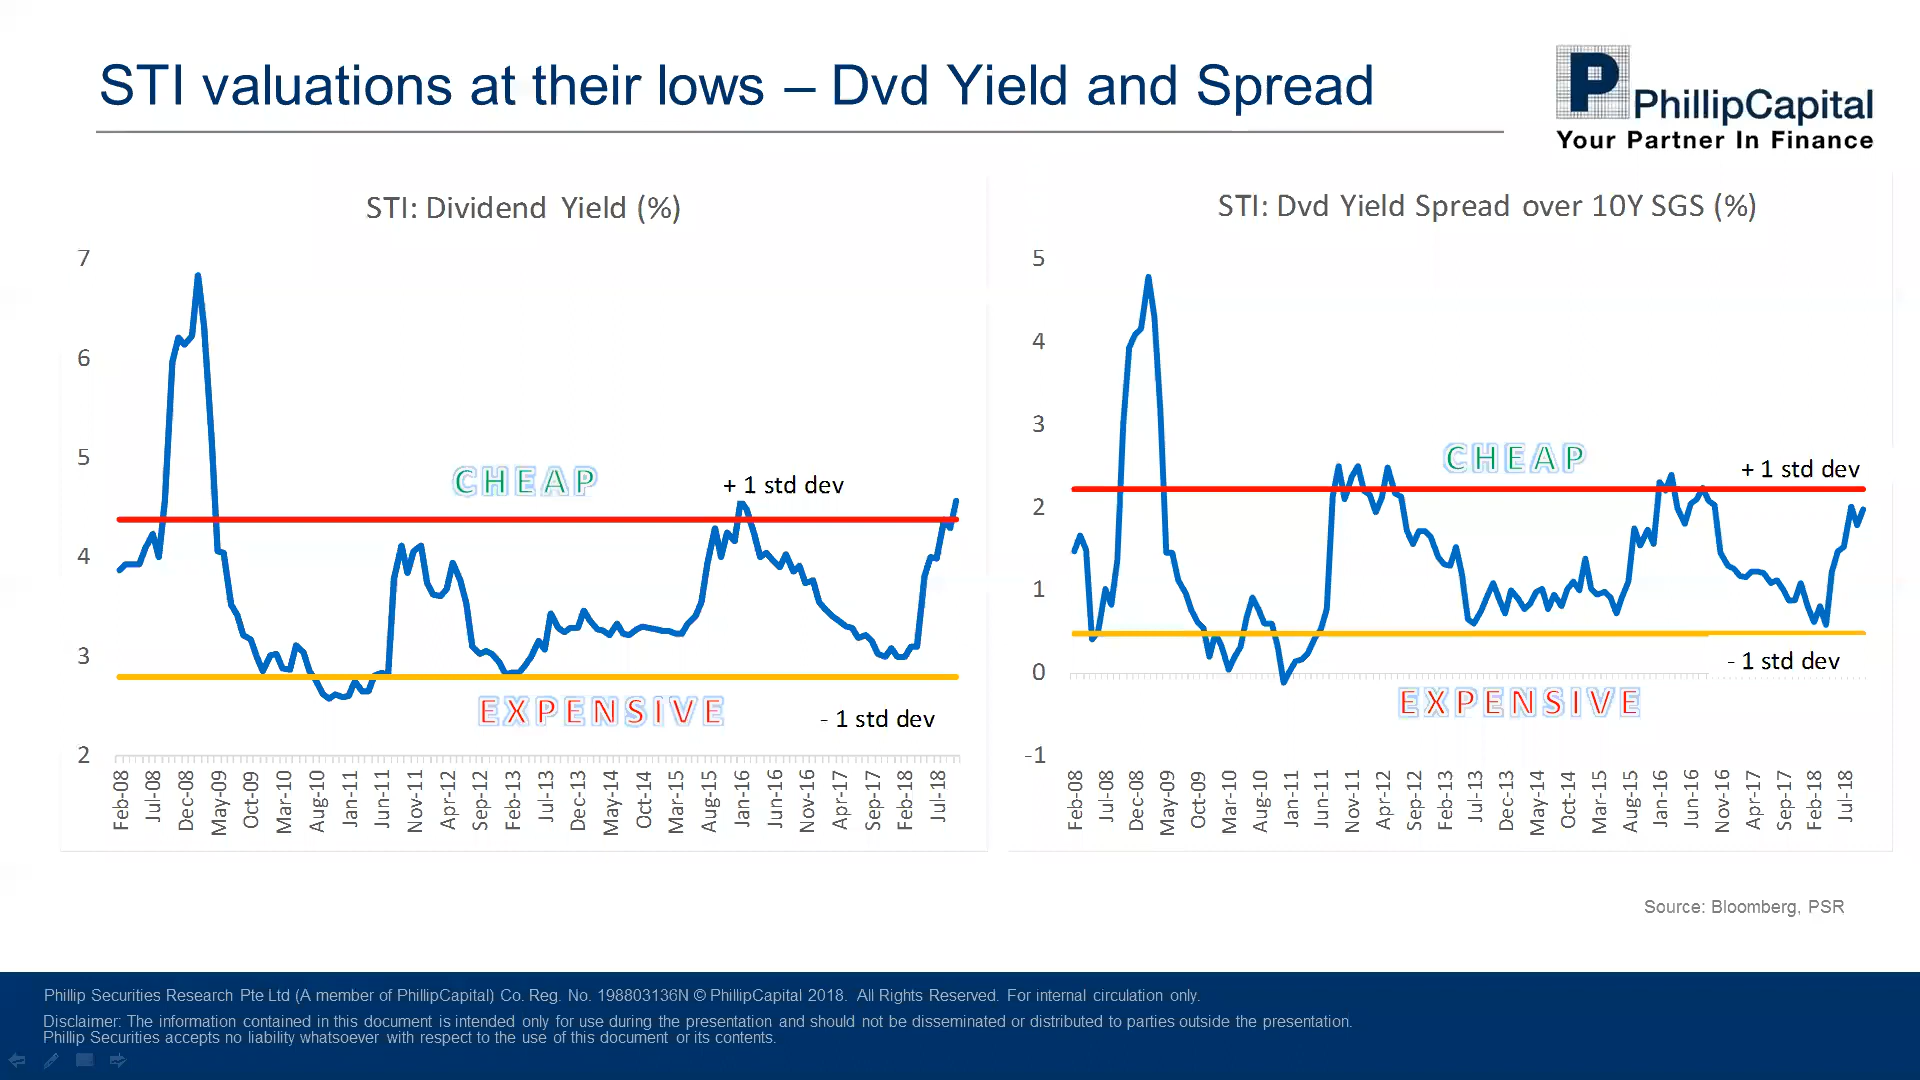 STI valuations at their lows – Dvd Yield and Spread
P PhillipCapital
Your Partner In Finance
STI: Dividend Yield (%)
7
6
5
4
3
2
CHEAP
+ 1 std dev
EXPENSIVE
- 1 std dev
Feb-08
Jul-08
Dec-08
May-09
Oct-09
Mar-10
Aug-10
Jan-11
Jun-11
Nov-11
Apr-12
Sep-12
Feb-13
Jul-13
Dec-13
May-14
Oct-14
Mar-15
Aug-15
Jan-16
Jun-16
Nov-16
Apr-17
Sep-17
Feb-18
Jul-18
STI: Dvd Yield Spread over 10Y SGS (%)
5
4
3
2
1
0
-1
CHEAP
+ 1 std dev
- 1 std dev
EXPENSIVE
Feb-08
Jul-08
Dec-08
May-09
Oct-09
Mar-10
Aug-10
Jan-11
Jun-11
Nov-11
Apr-12
Sep-12
Feb-13
Jul-13
Dec-13
May-14
Oct-14
Mar-15
Aug-15
Jan-16
Jun-16
Nov-16
Apr-17
Sep-17
Feb-18
Jul-18
Source: Bloomberg, PSR
Phillip Securities Research Pte Ltd (A member of PhillipCapital) Co. Reg. No. 198803136N © PhillipCapital 2018. All Rights Reserved. For internal circulation only.
Disclaimer: The information contained in this document is intended only for use during the presentation and should not be disseminated or distributed to parties outside the presentation.
Phillip Securities accepts no liability whatsoever with respect to the use of this document or its contents.